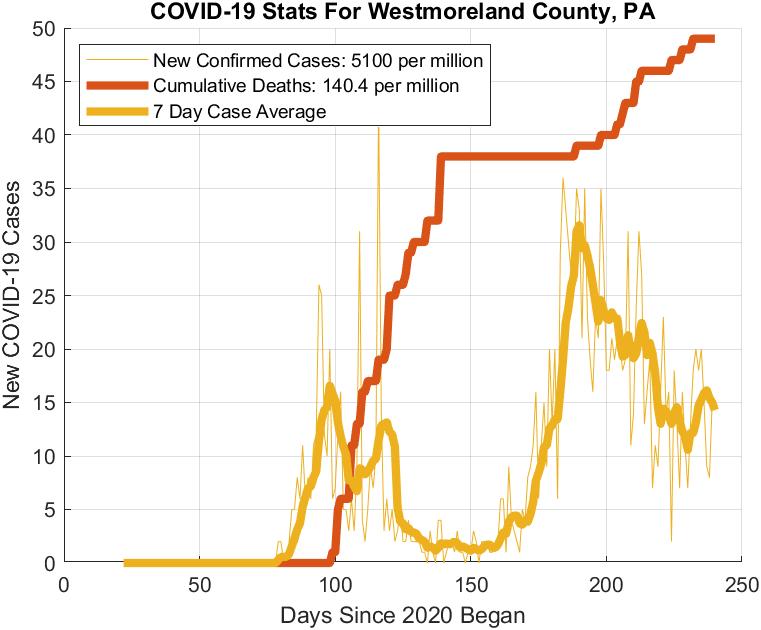 COVID-19 Stats For Westmoreland County, PA
New Confirmed Cases: 5100 per million
Cumulative Deaths: 140.4 per million
7 Day Case Average
New COVID-19 Cases
50
45
40
35
30
25
20
15
10
5
0
0 50 100 150 200 250
Days Since 2020 Began